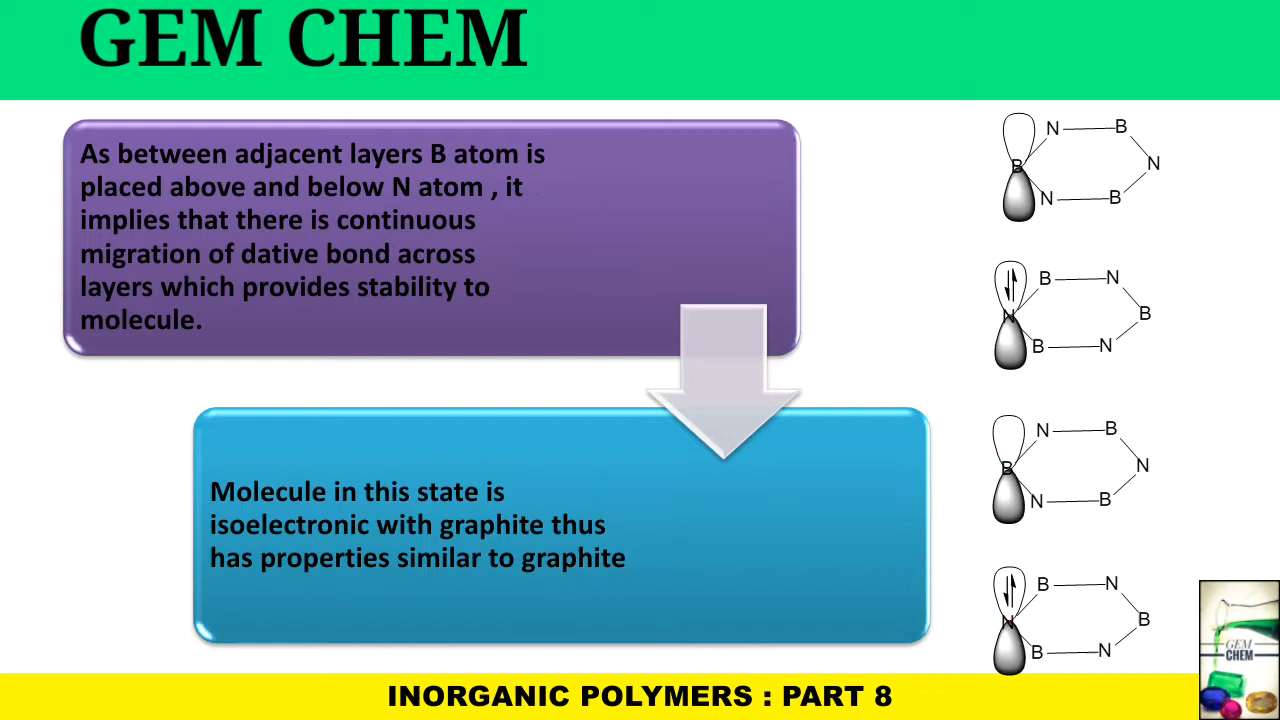 GEM CHEM
As between adjacent layers B atom is
placed above and below N atom , it
implies that there is continuous
migration of dative bond across
layers which provides stability to
molecule.
Molecule in this state is
isoelectronic with graphite thus
has properties similar to graphite
N B
B N
N B
B N
N B
B N
N B
B N
N B
B N
N B
B N
GEM
CHEM
INORGANIC POLYMERS : PART 8